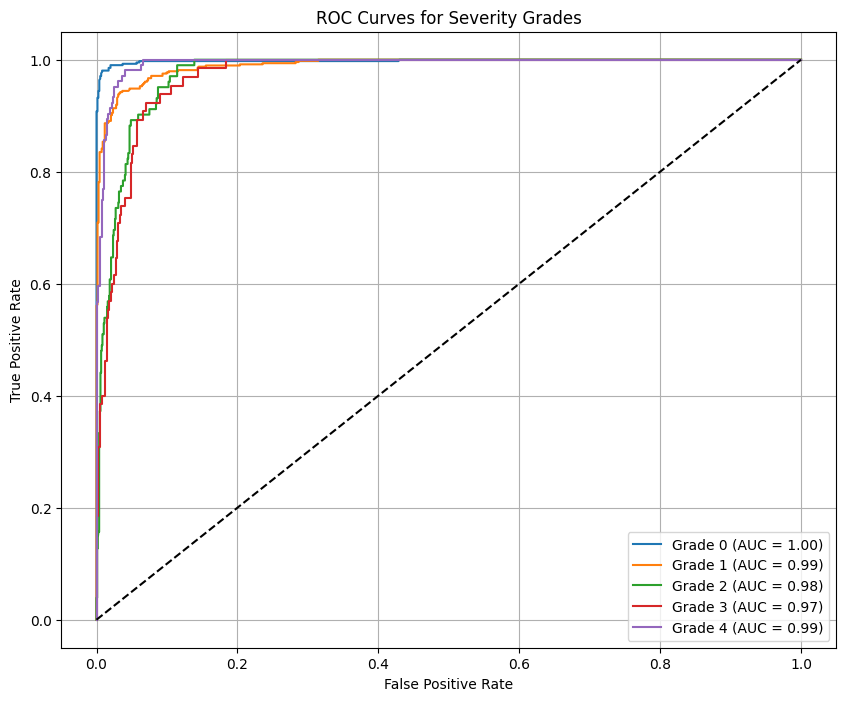 ROC Curves for Severity Grades
True Positive Rate
1.0
0.8
0.6
0.4
0.2
0.0
0.0 0.2 0.4 0.6 0.8 1.0
False Positive Rate
Grade 0 (AUC = 1.00)
Grade 1 (AUC = 0.99)
Grade 2 (AUC = 0.98)
Grade 3 (AUC = 0.97)
Grade 4 (AUC = 0.99)